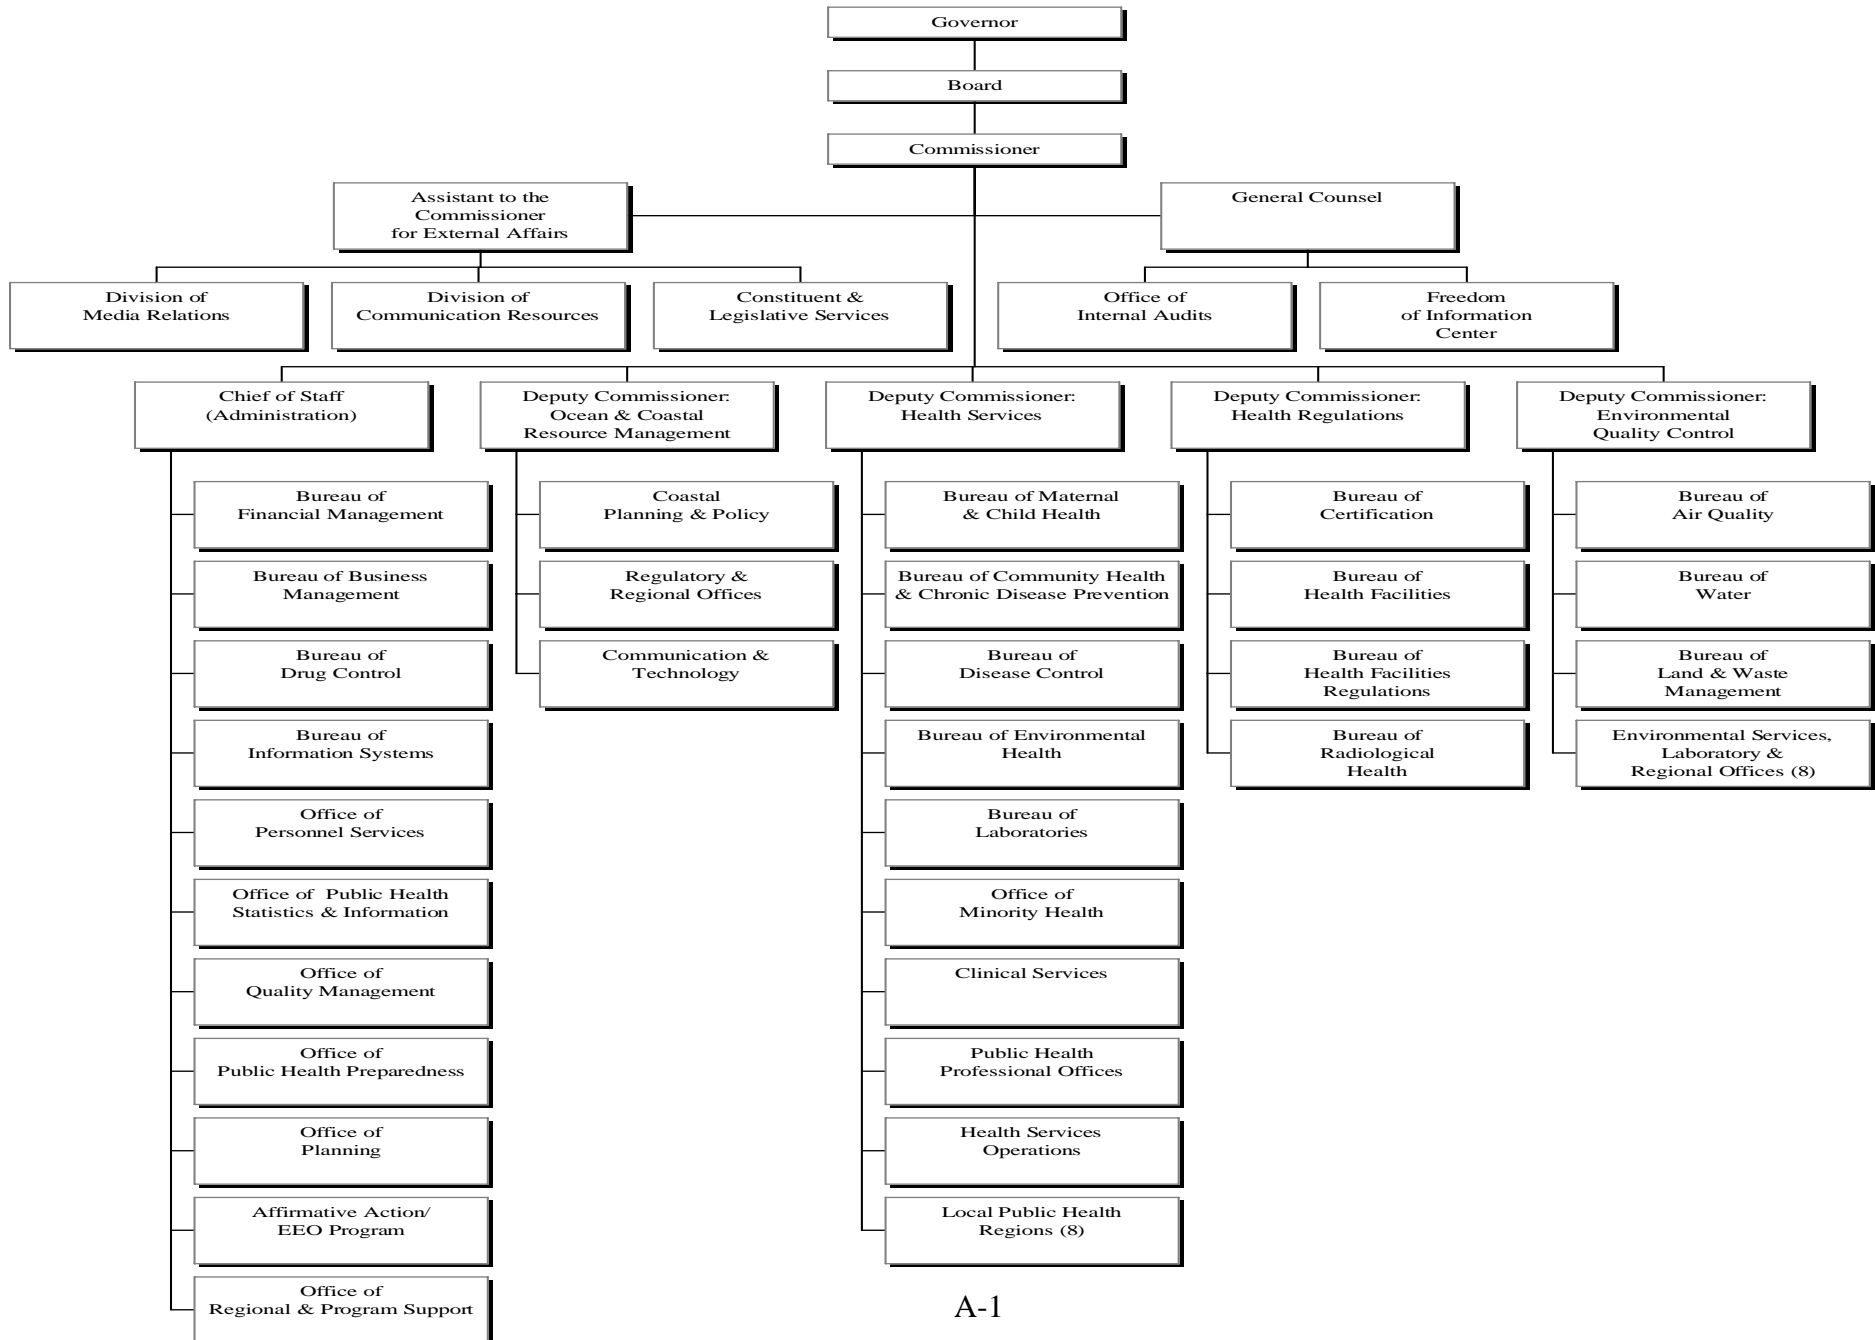 Governor
Board
Commissioner
Assistant to the
Commissioner
for External Affairs
General Counsel
Division of
Media Relations
Division of
Communication Resources
Constituent &
Legislative Services
Office of
Internal Audits
Freedom
of Information
Center
Chief of Staff
(Administration)
Deputy Commissioner:
Ocean & Coastal
Resource Management
Deputy Commissioner:
Health Services
Deputy Commissioner:
Health Regulations
Deputy Commissioner:
Environmental
Quality Control
Bureau of
Financial Management
Bureau of Business
Management
Bureau of
Drug Control
Bureau of
Information Systems
Office of
Personnel Services
Office of  Public Health
Statistics & Information
Office of
Quality Management
Office of
Public Health Preparedness
Office of
Planning
Affirmative Action/
EEO Program
Office of
Regional & Program Support
Coastal
Planning & Policy
Regulatory &
Regional Offices
Communication &
Technology
Bureau of Maternal
& Child Health
Bureau of Community Health
& Chronic Disease Prevention
Bureau of
Disease Control
Bureau of Environmental
Health
Bureau of
Laboratories
Office of
Minority Health
Clinical Services
Public Health
Professional Offices
Health Services
Operations
Local Public Health
Regions (8)
Bureau of
Certification
Bureau of
Health Facilities
Bureau of
Health Facilities
Regulations
Bureau of
Radiological
Health
Bureau of
Air Quality
Bureau of
Water
Bureau of
Land & Waste
Management
Environmental Services,
Laboratory &
Regional Offices (8)
A-1